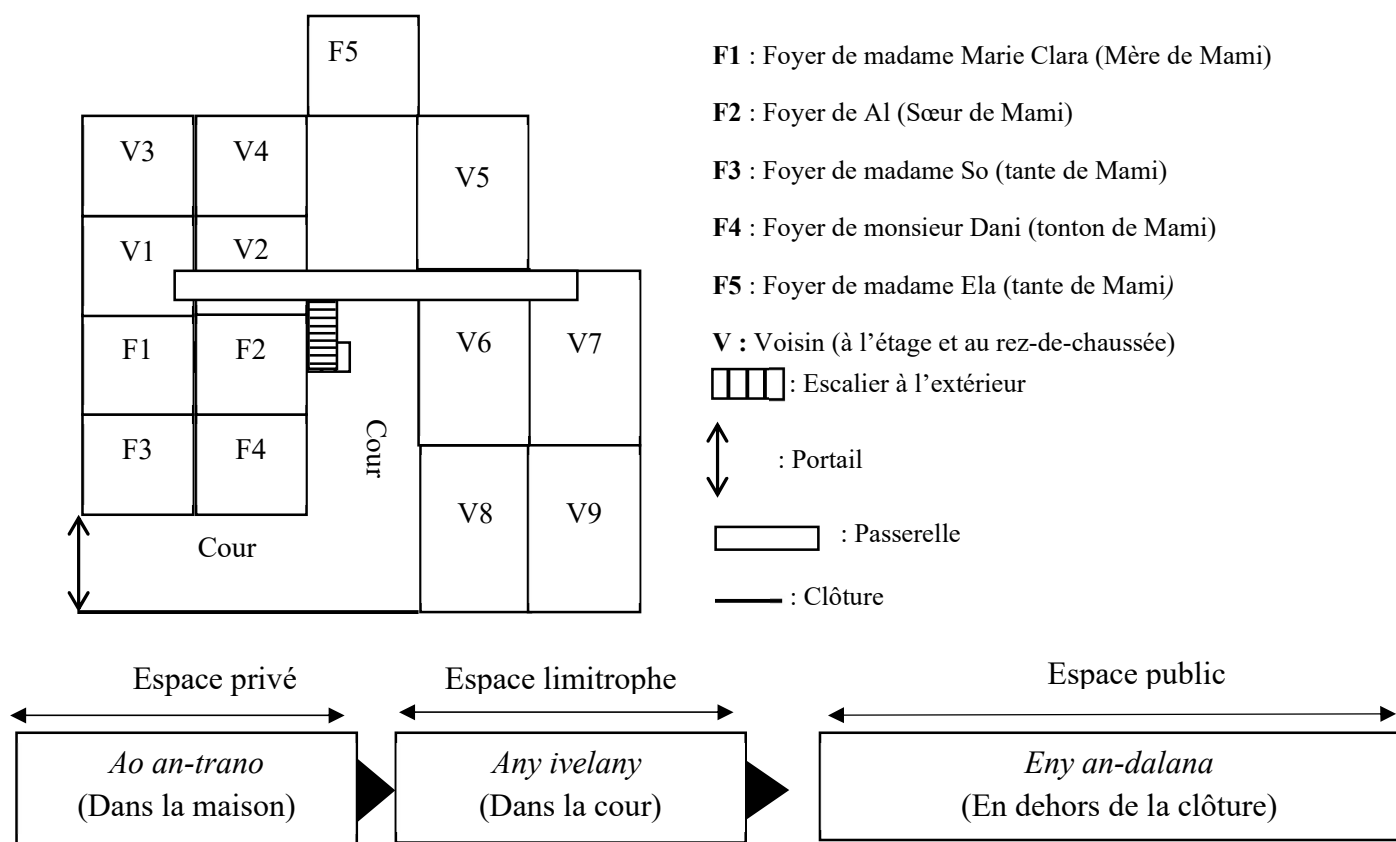 F5
V3
V4
V5
V1
V2
F1
F2
V6
V7
F3
F4
Cour
V8
V9
Cour
F1 : Foyer de madame Marie Clara (Mère de Mami)
F2 : Foyer de Al (Sœur de Mami)
F3 : Foyer de madame So (tante de Mami)
F4 : Foyer de monsieur Dani (tonton de Mami)
F5 : Foyer de madame Ela (tante de Mami)
V : Voisin (à l’étage et au rez-de-chaussée)
: Escalier à l’extérieur
: Portail
: Passerelle
: Clôture
Espace privé
Espace limitrophe
Espace public
Ao an-trano
(Dans la maison)
Any ivelany
(Dans la cour)
Eny an-dalana
(En dehors de la clôture)